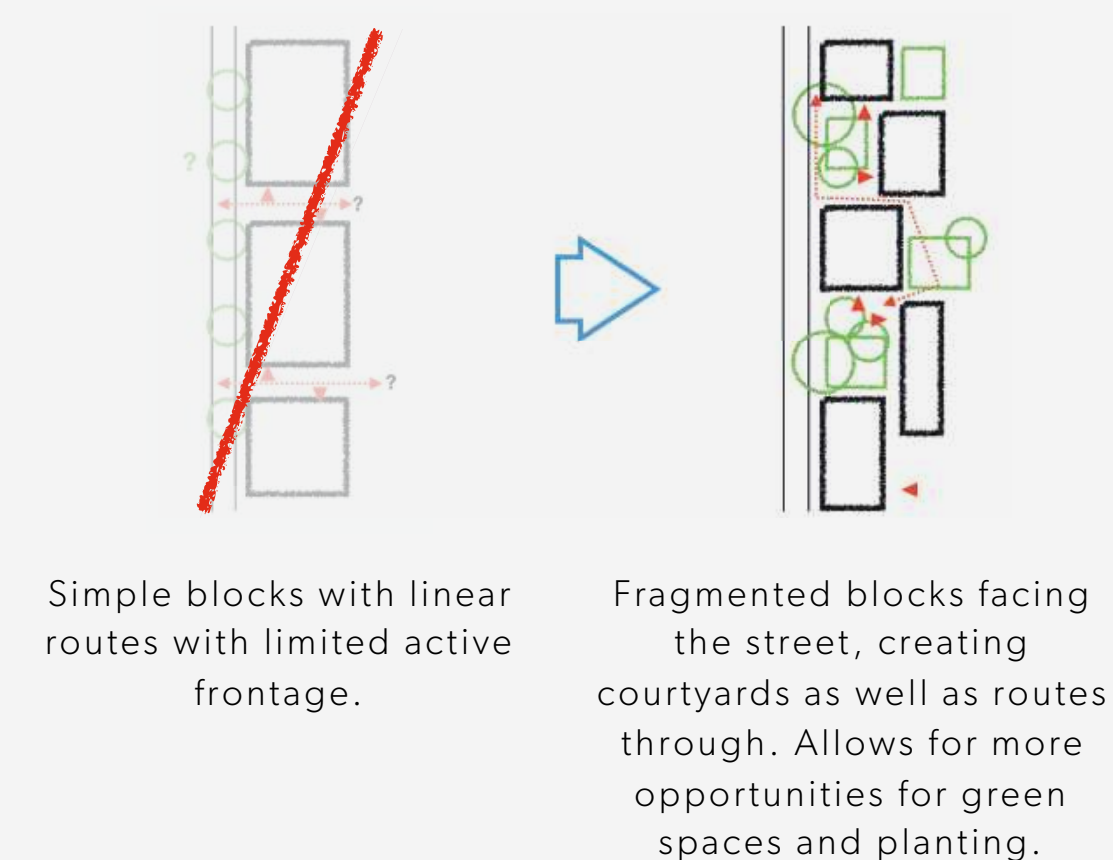 ?
?
?
Simple blocks with linear
routes with limited active
frontage.
Fragmented blocks facing
the street, creating
courtyards as well as routes
through. Allows for more
opportunities for green
spaces and planting.